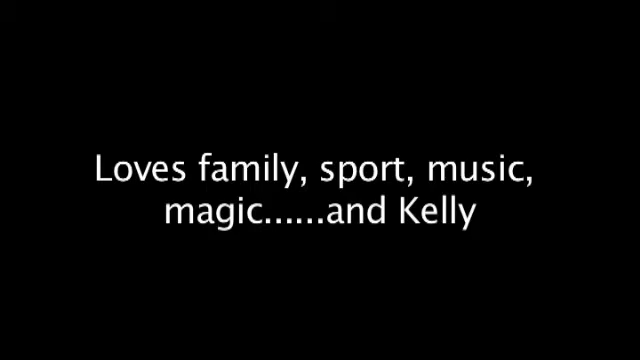 Loves family, sport, music,
magic......and Kelly